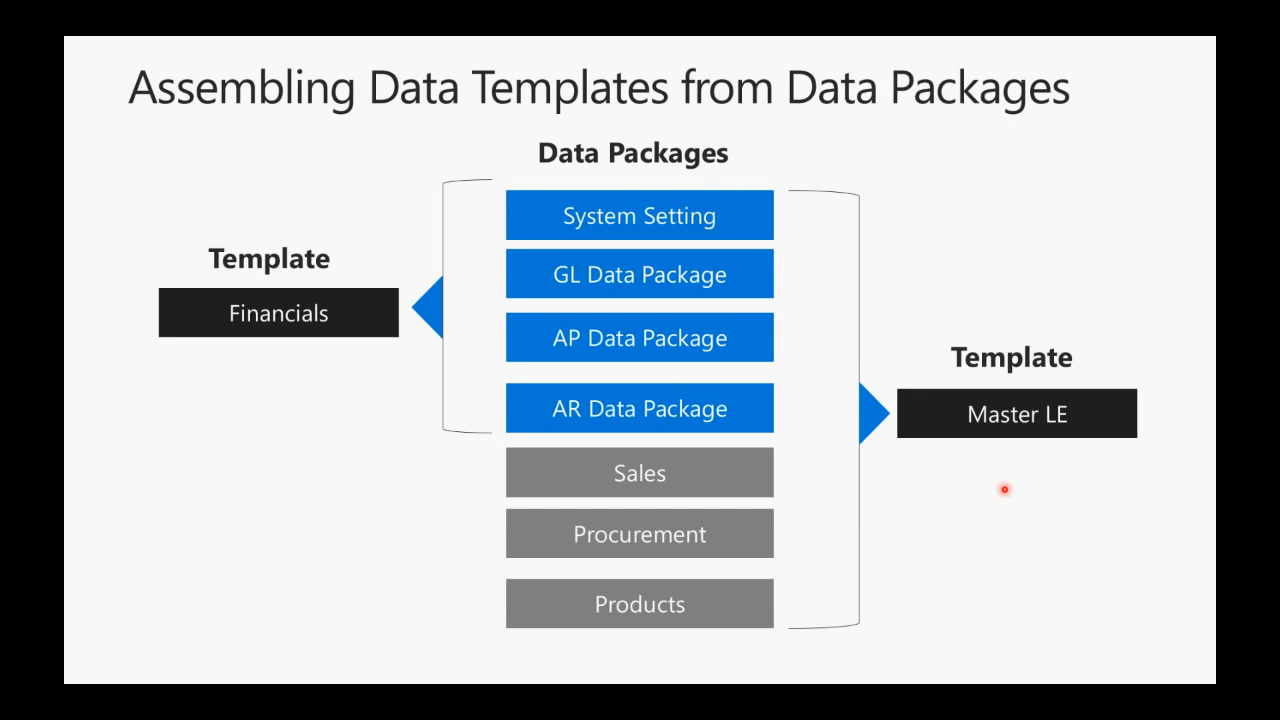 Assembling Data Templates from Data Packages
Data Packages
System Setting
GL Data Package
AP Data Package
AR Data Package
Sales
Procurement
Products
Template
Financials
Template
Master LE